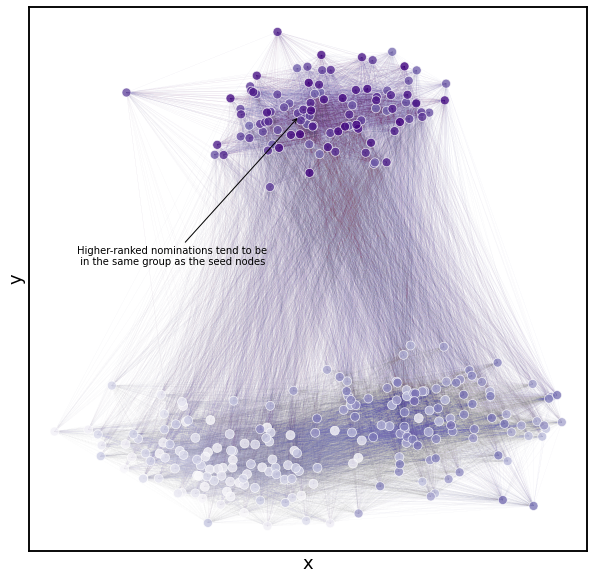 Higher-ranked nominations tend to be
in the same group as the seed nodes
y
x